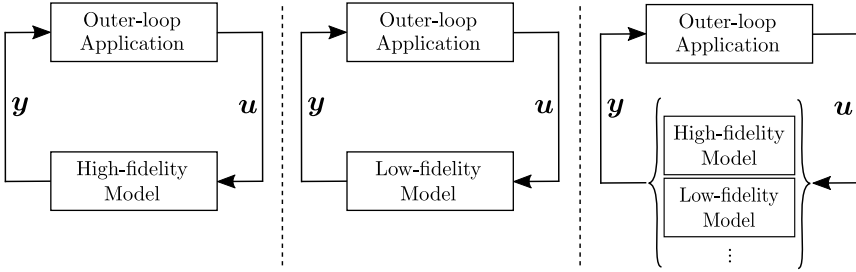 Outer-loop
Application
y
u
High-fidelity
Model
Outer-loop
Application
y
u
Low-fidelity
Model
Outer-loop
Application
y
u
High-fidelity
Model
Low-fidelity
Model
⋮